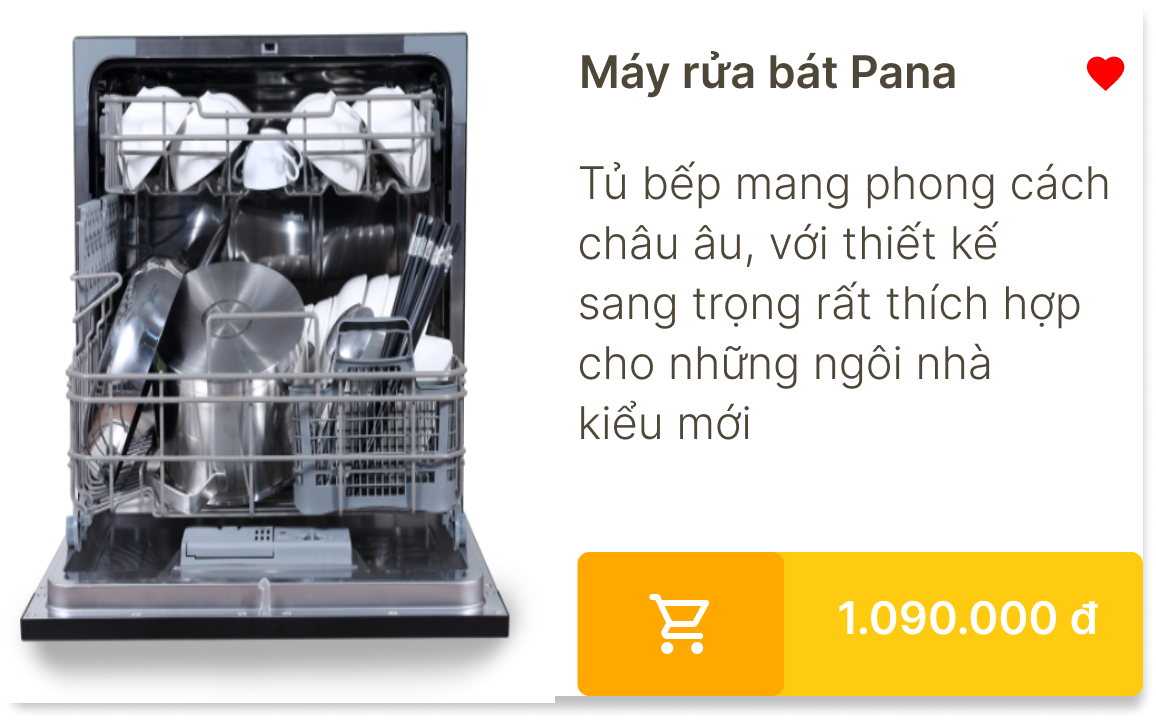 Máy rửa bát Pana
Tủ bếp mang phong cách
châu âu, với thiết kế
sang trọng rất thích hợp
cho những ngôi nhà
kiểu mới
1.090.000 đ